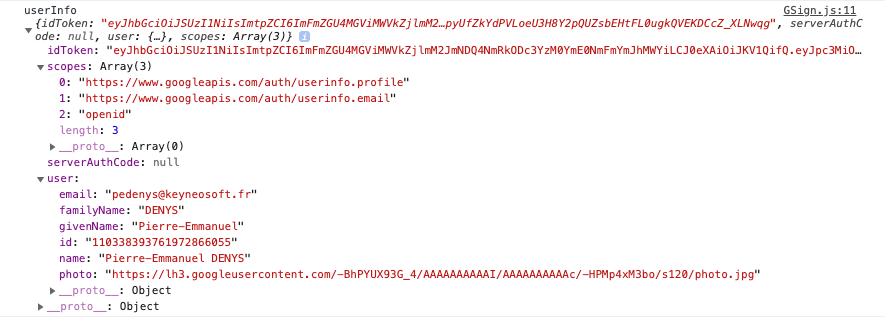 userInfo GSign.js:11
{idToken: "eyJhbGciOiJSUzI1NiIsImtpZCI6ImFmZGU4MGViMWVkZjlmM2…pyUfZkYdPVLoeU3H8Y2pQUZsbEHtFL0ugkQVEKDCcZ_XLNwqg", serverAuthC
ode: null, user: {…}, scopes: Array(3)} i
idToken: "eyJhbGciOiJSUzI1NiIsImtpZCI6ImFmZGU4MGViMWVkZjlmM2JmNDQ4NmRkODc3YzM0YmE0NmFmYmJhMWYiLCJ0eXAiOiJKV1QifQ.eyJpc3MiO…
scopes: Array(3)
0: "https://www.googleapis.com/auth/userinfo.profile"
1: "https://www.googleapis.com/auth/userinfo.email"
2: "openid"
length: 3
__proto__: Array(0)
serverAuthCode: null
user:
email: "pedenys@keyneosoft.fr"
familyName: "DENYS"
givenName: "Pierre-Emmanuel"
id: "110338393761972866055"
name: "Pierre-Emmanuel DENYS"
photo: "https://lh3.googleusercontent.com/-BhPYUX93G_4/AAAAAAAAAAI/AAAAAAAAAAc/-HPMp4xM3bo/s120/photo.jpg"
__proto__: Object
__proto__: Object